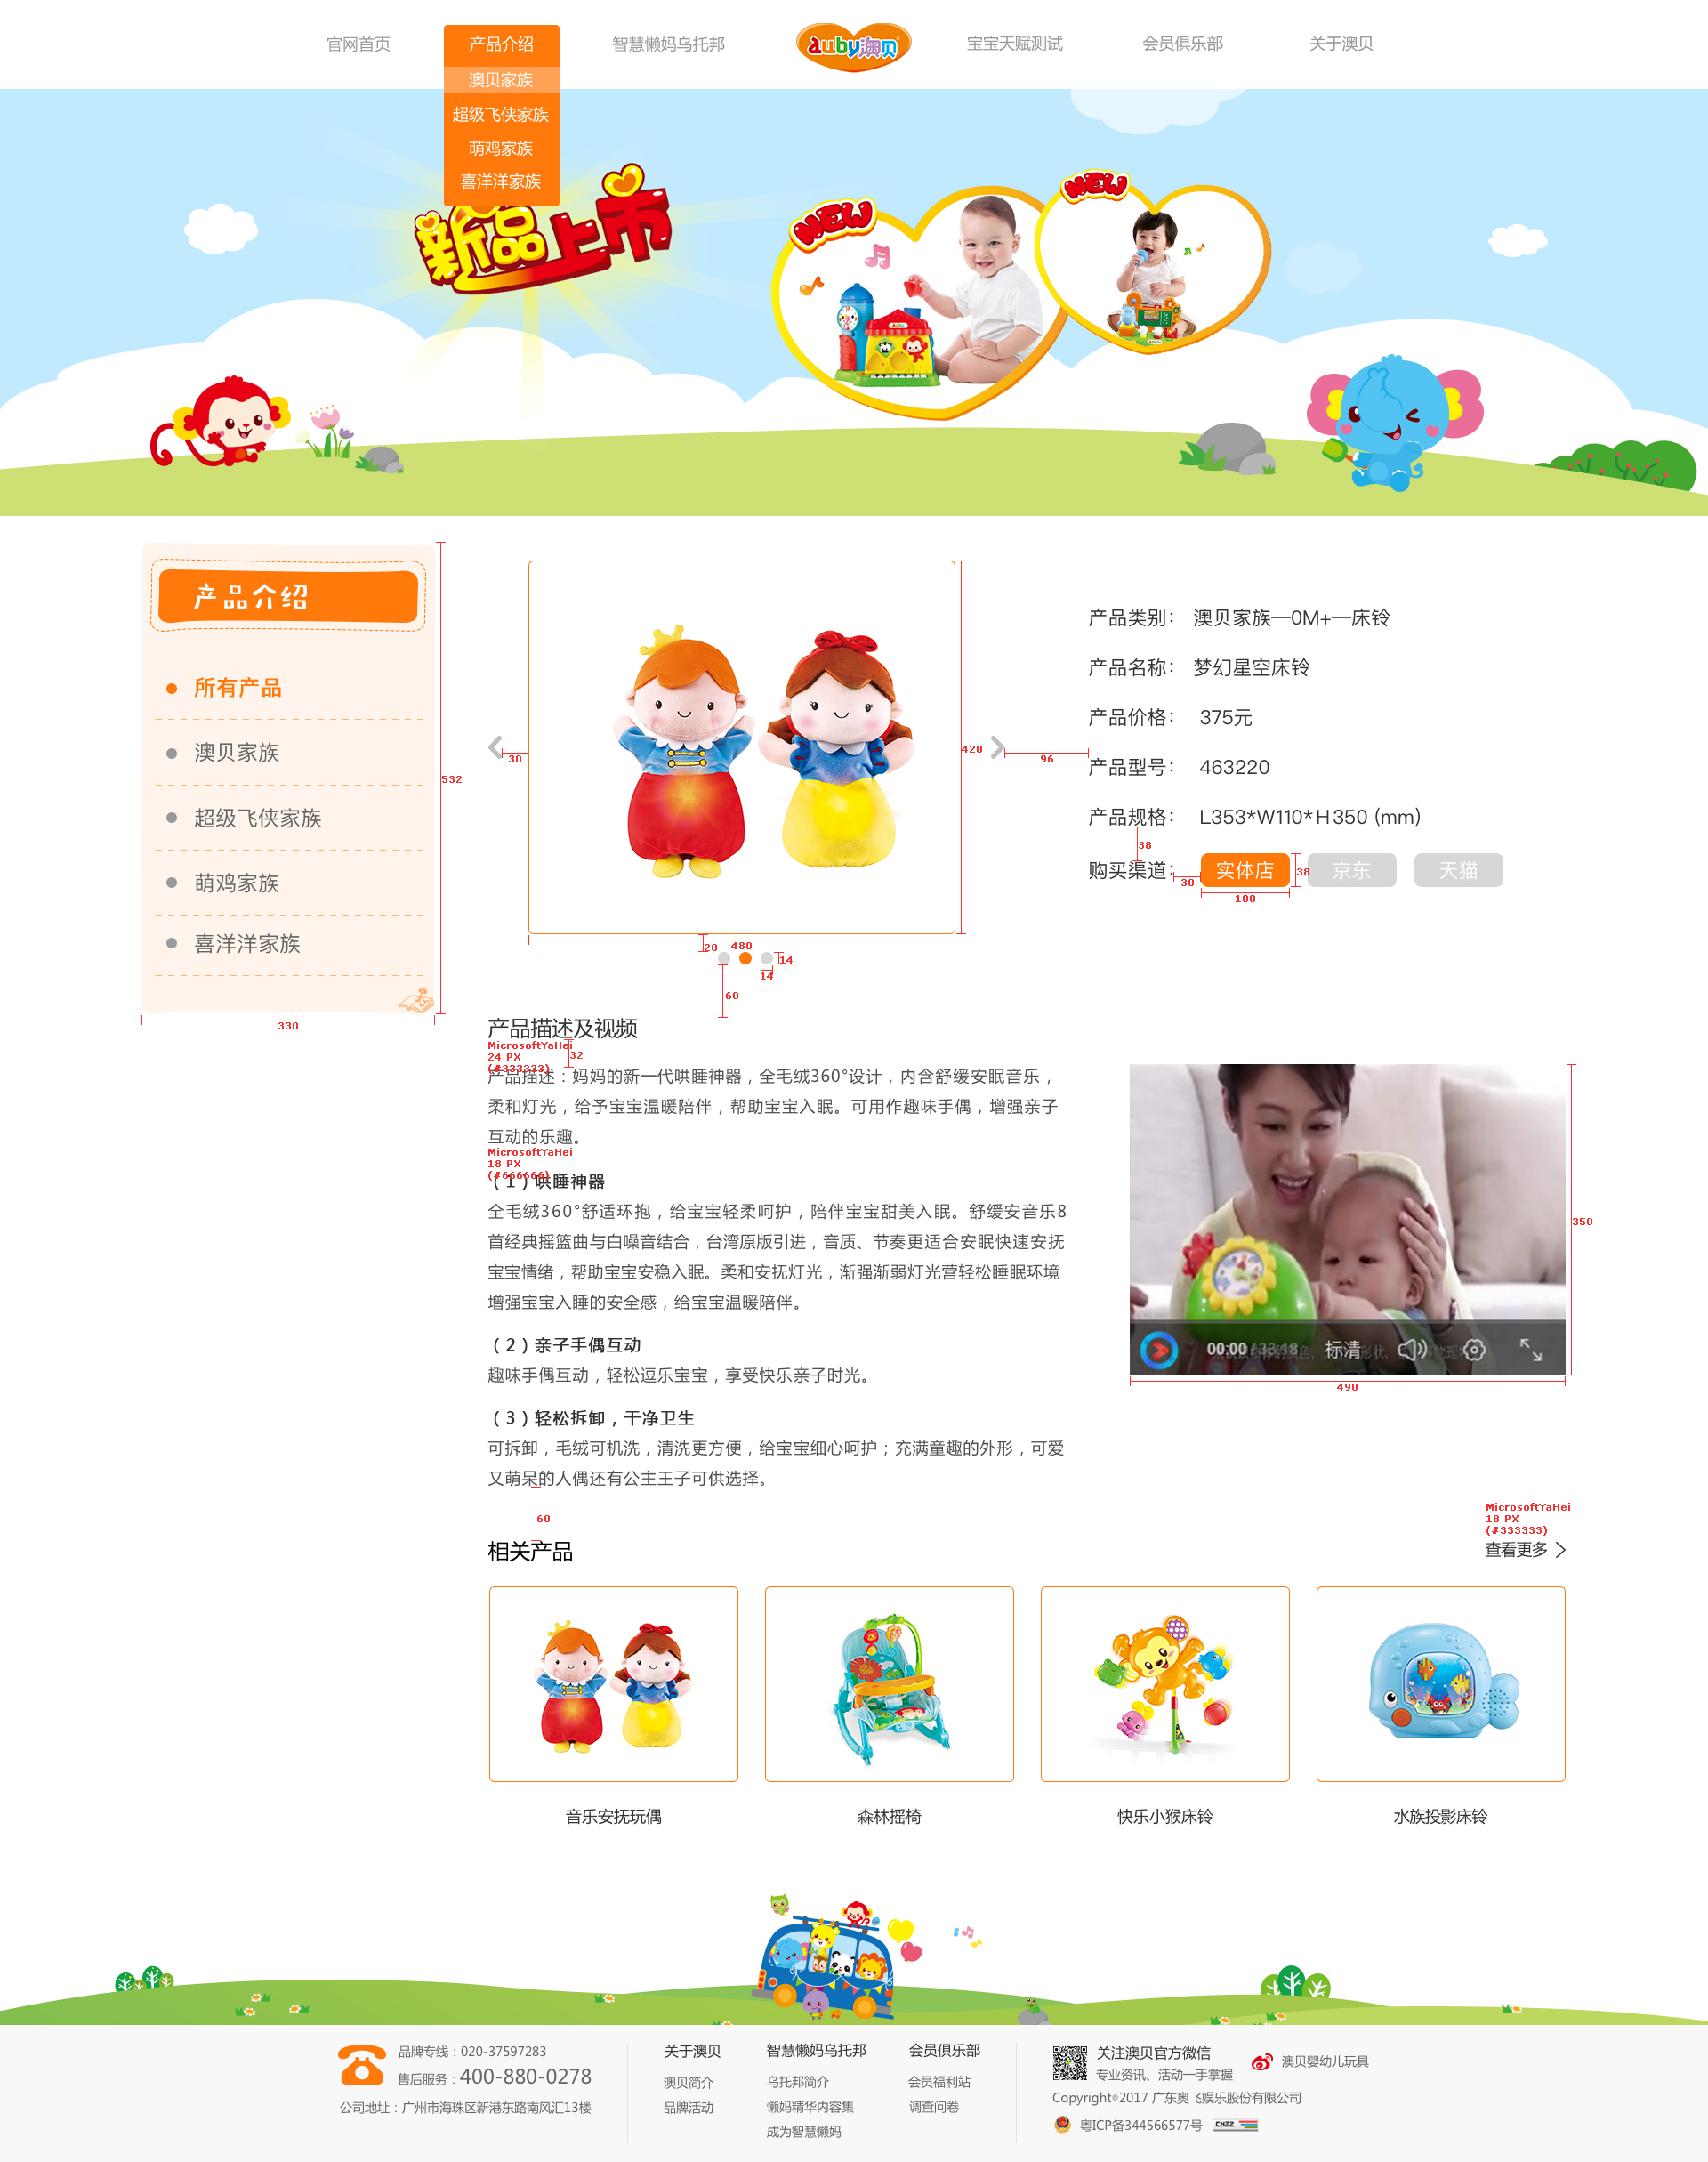 官网首页
产品介绍
智慧懒妈乌托邦
auby澳贝
宝宝天赋测试
会员俱乐部
关于澳贝
澳贝家族
超级飞侠家族
萌鸡家族
喜洋洋家族
新品上市
NEW
NEW
产品介绍
所有产品
澳贝家族
超级飞侠家族
萌鸡家族
喜洋洋家族
532
330
30
420
96
480
20
14
14
60
产品类别： 澳贝家族—0M+—床铃
产品名称： 梦幻星空床铃
产品价格： 375元
产品型号： 463220
产品规格： L353*W110*H350 (mm)
38
购买渠道： 实体店 京东 天猫
30
38
100
产品描述及视频
MicrosoftYaHei
24 PX
(#333333)
32
产品描述：妈妈的新一代哄睡神器，全毛绒360°设计，内含舒缓安眠音乐，
柔和灯光，给予宝宝温暖陪伴，帮助宝宝入眠。可用作趣味手偶，增强亲子
互动的乐趣。
MicrosoftYaHei
18 PX
(#666666)
（1）哄睡神器
全毛绒360°舒适环抱，给宝宝轻柔呵护，陪伴宝宝甜美入眠。舒缓安音乐8
首经典摇篮曲与白噪音结合，台湾原版引进，音质、节奏更适合安眠快速安抚
宝宝情绪，帮助宝宝安稳入眠。柔和安抚灯光，渐强渐弱灯光营轻松睡眠环境
增强宝宝入睡的安全感，给宝宝温暖陪伴。
（2）亲子手偶互动
趣味手偶互动，轻松逗乐宝宝，享受快乐亲子时光。
（3）轻松拆卸，干净卫生
可拆卸，毛绒可机洗，清洗更方便，给宝宝细心呵护；充满童趣的外形，可爱
又萌呆的人偶还有公主王子可供选择。
00:00 / 33:18 标清
350
490
60
MicrosoftYaHei
18 PX
(#333333)
相关产品
查看更多
音乐安抚玩偶
森林摇椅
快乐小猴床铃
水族投影床铃
品牌专线：020-37597283
售后服务：400-880-0278
公司地址：广州市海珠区新港东路南风汇13楼
关于澳贝
澳贝简介
品牌活动
智慧懒妈乌托邦
乌托邦简介
懒妈精华内容集
成为智慧懒妈
会员俱乐部
会员福利站
调查问卷
关注澳贝官方微信
专业资讯、活动一手掌握
澳贝婴幼儿玩具
Copyright©2017 广东奥飞娱乐股份有限公司
粤ICP备344566577号
CNZZ